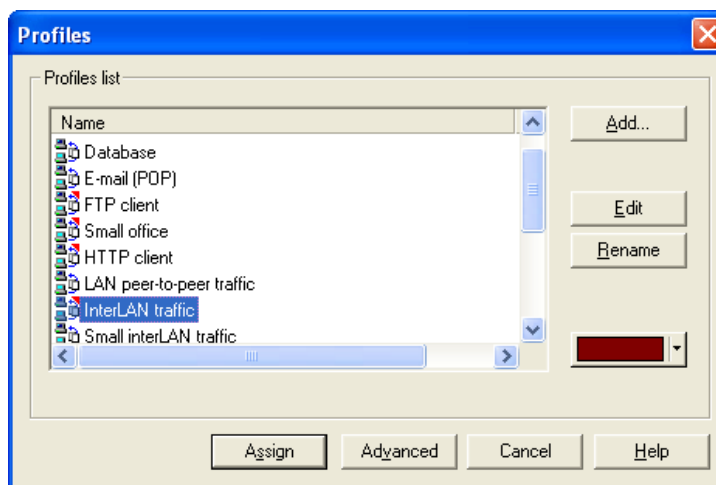 Profiles
Profiles list
Name
Database
E-mail (POP)
FTP client
Small office
HTTP client
LAN peer-to-peer traffic
InterLAN traffic
Small interLAN traffic
Add...
Edit
Rename
Assign
Advanced
Cancel
Help